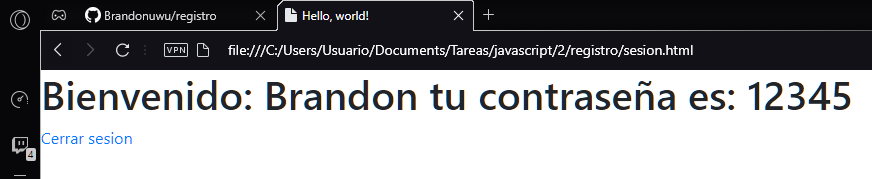 Brandonuwu/registro
Hello, world!
VPN
file:///C:/Users/Usuario/Documents/Tareas/javascript/2/registro/sesion.html
Bienvenido: Brandon tu contraseña es: 12345
Cerrar sesion
4